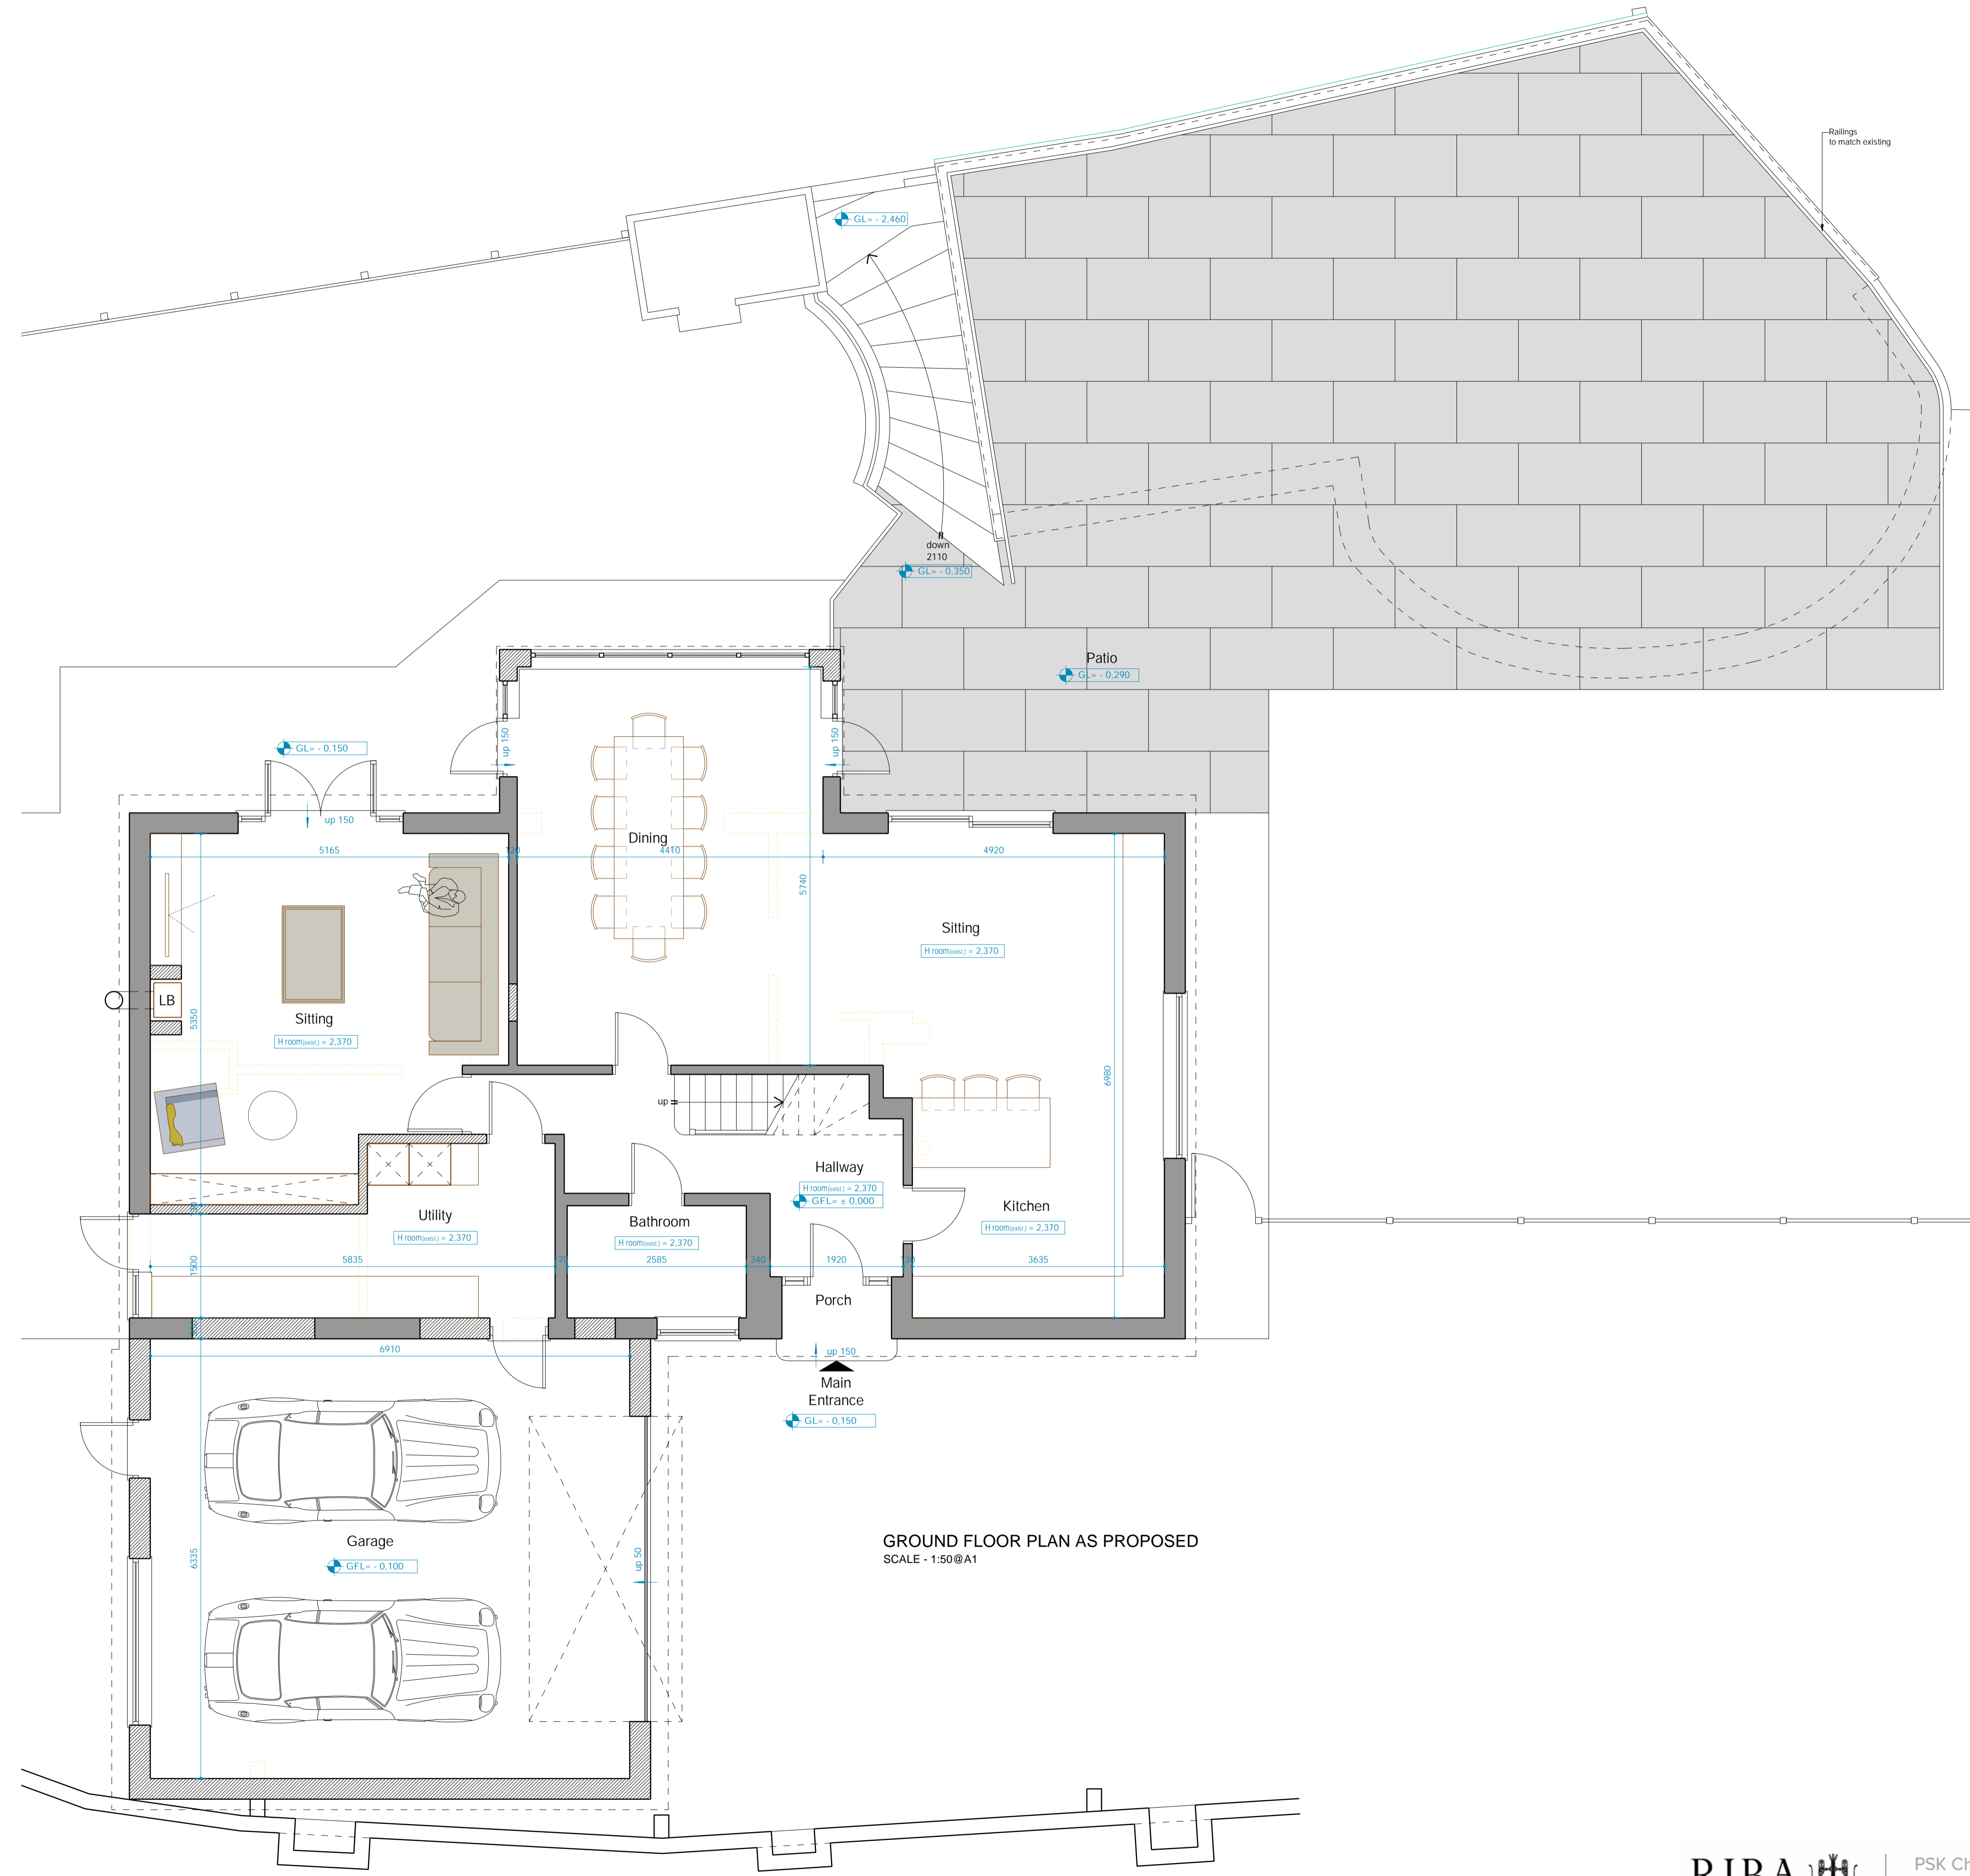 Railings
to match existing
GL= - 2,460
down
2110
GL= - 0,350
Patio
GL= - 0,290
GL= - 0,150
up 150
up 150
up 150
Dining
5165
120
4410
4920
5740
Sitting
H room(exist.) = 2,370
LB
5350
Sitting
H room(exist.) = 2,370
6980
up
Hallway
H room(exist.) = 2,370
GFL= ± 0,000
Kitchen
H room(exist.) = 2,370
Utility
H room(exist.) = 2,370
Bathroom
H room(exist.) = 2,370
130
1500
5835
2585
340
1920
130
3635
Porch
300
6910
up 150
Main
Entrance
GL= - 0,150
Garage
GFL= - 0,100
6335
up 50
GROUND FLOOR PLAN AS PROPOSED
SCALE - 1:50@A1
RIBA